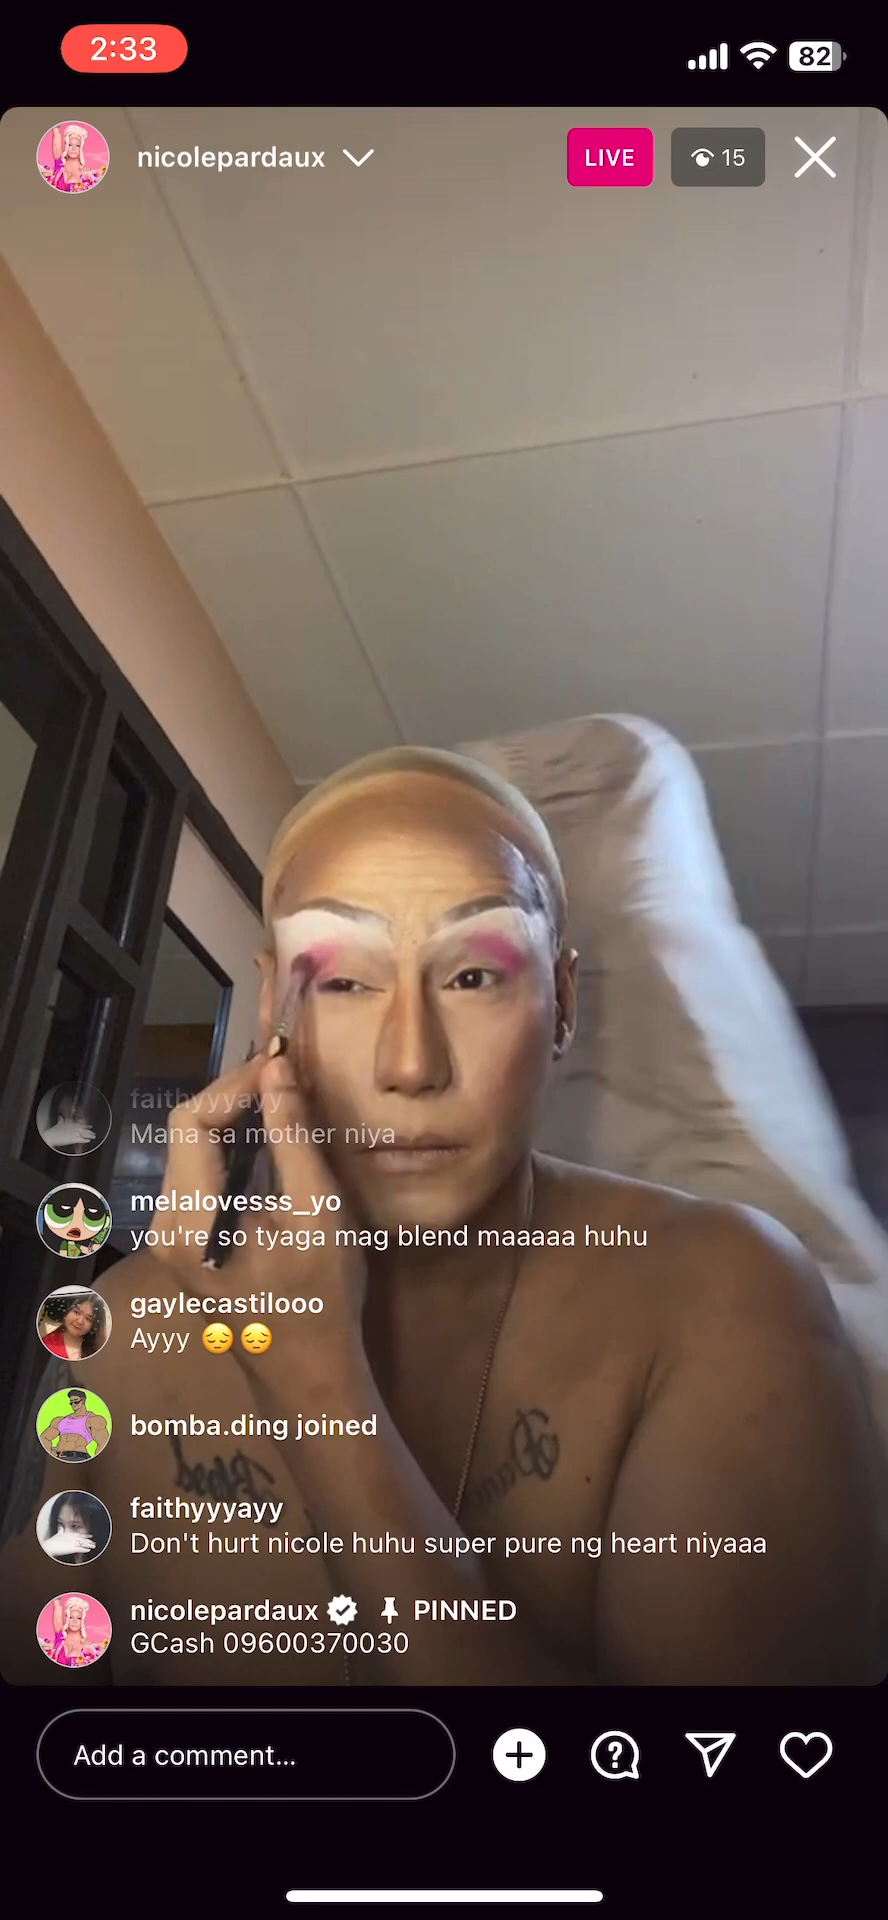 2:33
82
nicolepardaux
LIVE
15
faithyyyayy
Mana sa mother niya
melalovesss_yo
you're so tyaga mag blend maaaaa huhu
gaylecastilooo
Ayyy 😔😔
bomba.ding joined
faithyyyayy
Don't hurt nicole huhu super pure ng heart niyaaa
nicolepardaux PINNED
GCash 09600370030
Add a comment...